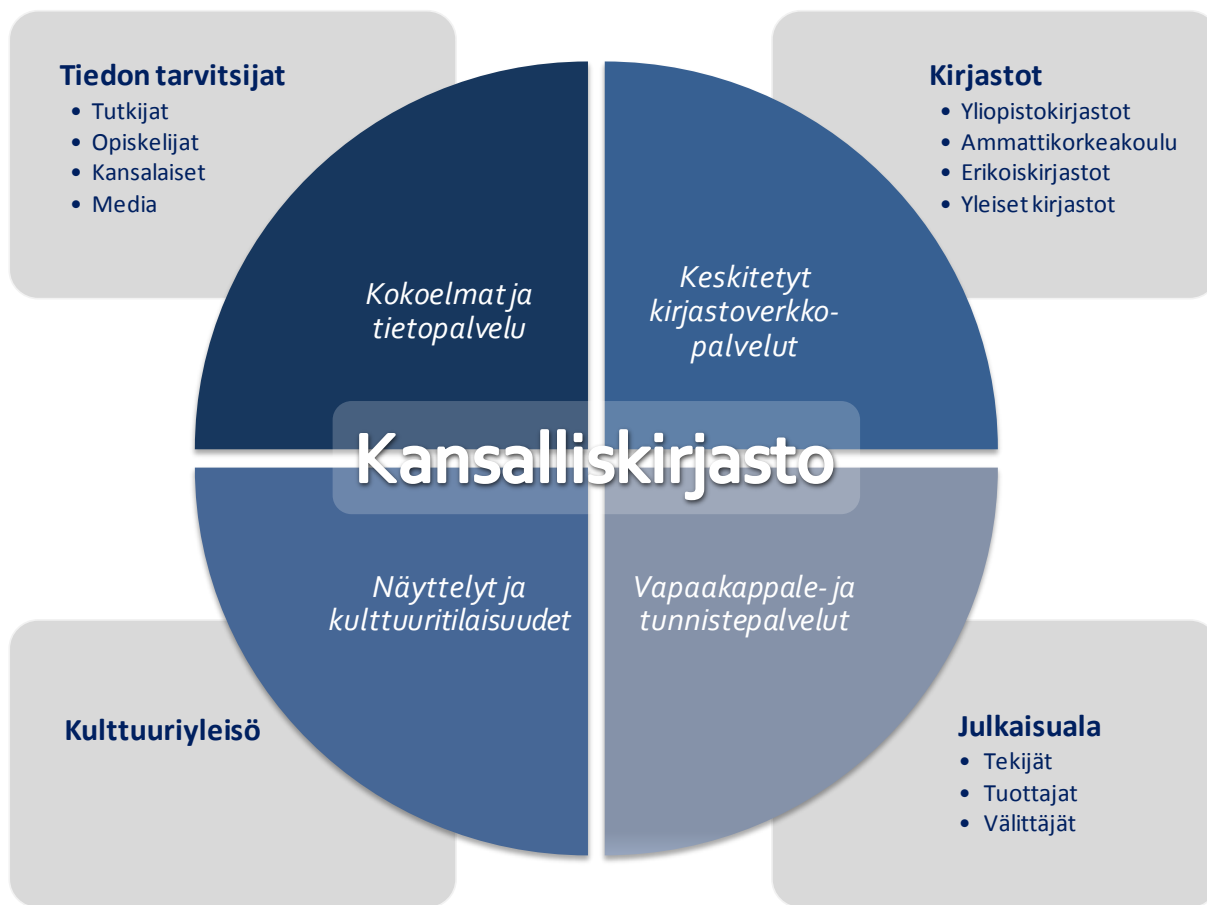 Tiedon tarvitsijat
• Tutkijat
• Opiskelijat
• Kansalaiset
• Media
Kirjastot
• Yliopistokirjastot
• Ammattikorkeakoulu
• Erikoiskirjastot
• Yleiset kirjastot
Kokoelmat ja
tietopalvelu
Keskitetyt
kirjastoverkko-
palvelut
Kansalliskirjasto
Näyttelyt ja
kulttuuritilaisuudet
Vapaakappale- ja
tunnistepalvelut
Kulttuuriyleisö
Julkaisuala
• Tekijät
• Tuottajat
• Välittäjät